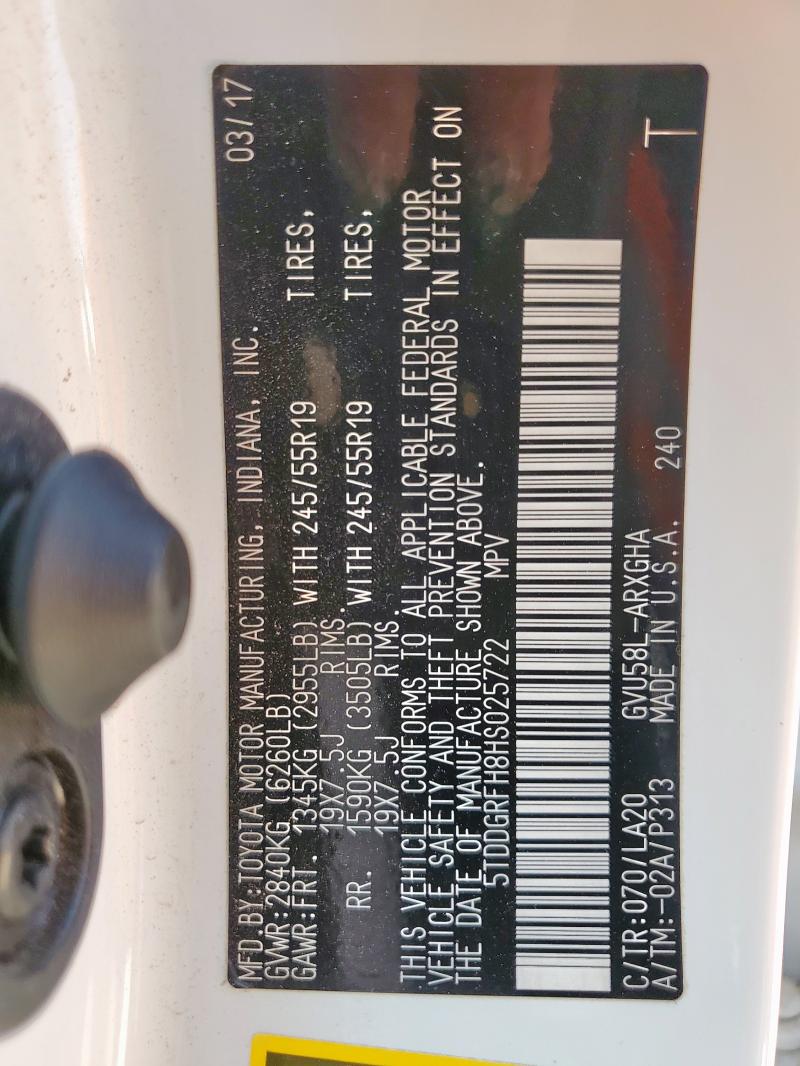 MFD.BY:TOYOTA MOTOR MANUFACTURING, INDIANA, INC. 03/17
GVWR:2840KG (6260LB)
GAWR:FRT. 1345KG (2955LB) WITH 245/55R19 TIRES,
19X7.5J RIMS.
RR. 1590KG (3505LB) WITH 245/55R19 TIRES,
19X7.5J RIMS.
THIS VEHICLE CONFORMS TO ALL APPLICABLE FEDERAL MOTOR
VEHICLE SAFETY AND THEFT PREVENTION STANDARDS IN EFFECT ON
THE DATE OF MANUFACTURE SHOWN ABOVE.
5TDDGRFH8HS025722 MPV
C/TR:070/LA20 GVU58L-ARXGHA T
A/TM:-02A/P313 MADE IN U.S.A. 240